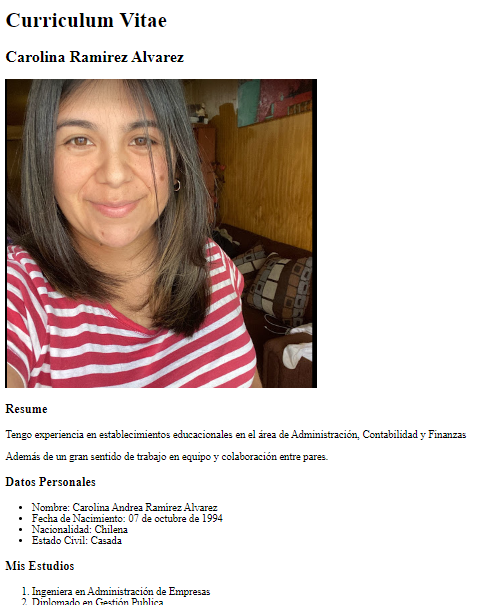 Curriculum Vitae
Carolina Ramirez Alvarez
Resume
Tengo experiencia en establecimientos educacionales en el área de Administración, Contabilidad y Finanzas
Además de un gran sentido de trabajo en equipo y colaboración entre pares.
Datos Personales
Nombre: Carolina Andrea Ramirez Alvarez
Fecha de Nacimiento: 07 de octubre de 1994
Nacionalidad: Chilena
Estado Civil: Casada
Mis Estudios
1. Ingeniera en Administración de Empresas
2. Diplomado en Gestión Publica